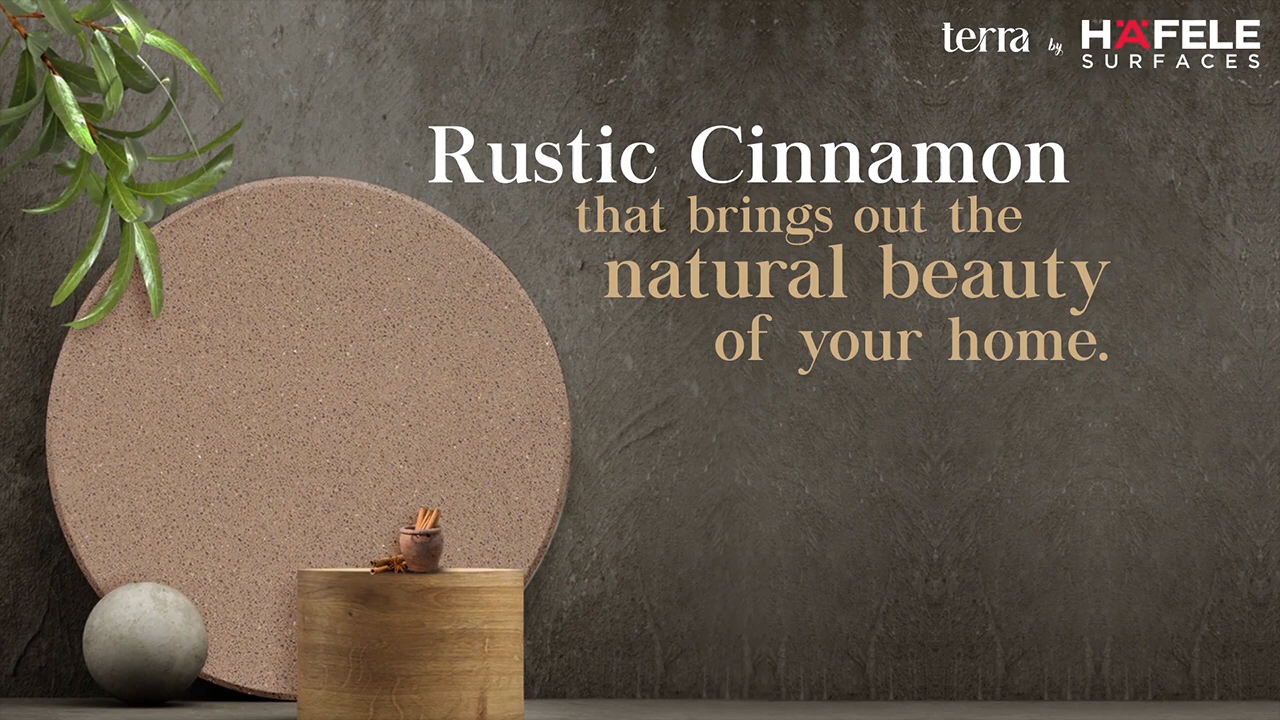 terra by HÄFELE
SURFACES
Rustic Cinnamon
that brings out the
natural beauty
of your home.